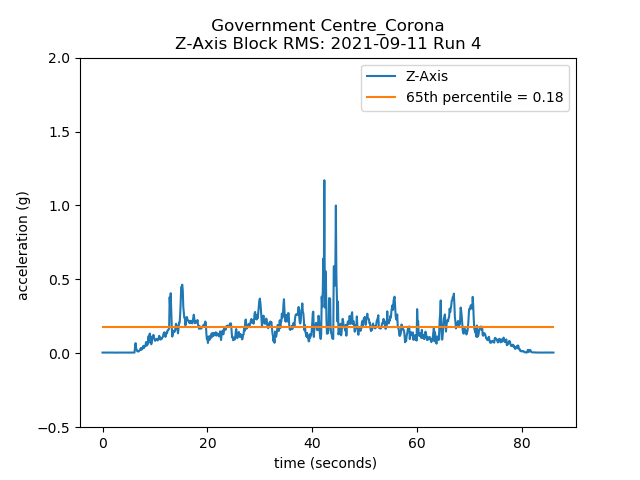 Government Centre_Corona
Z-Axis Block RMS: 2021-09-11 Run 4
Z-Axis
65th percentile = 0.18
2.0
1.5
1.0
0.5
0.0
−0.5
acceleration (g)
0 20 40 60 80
time (seconds)